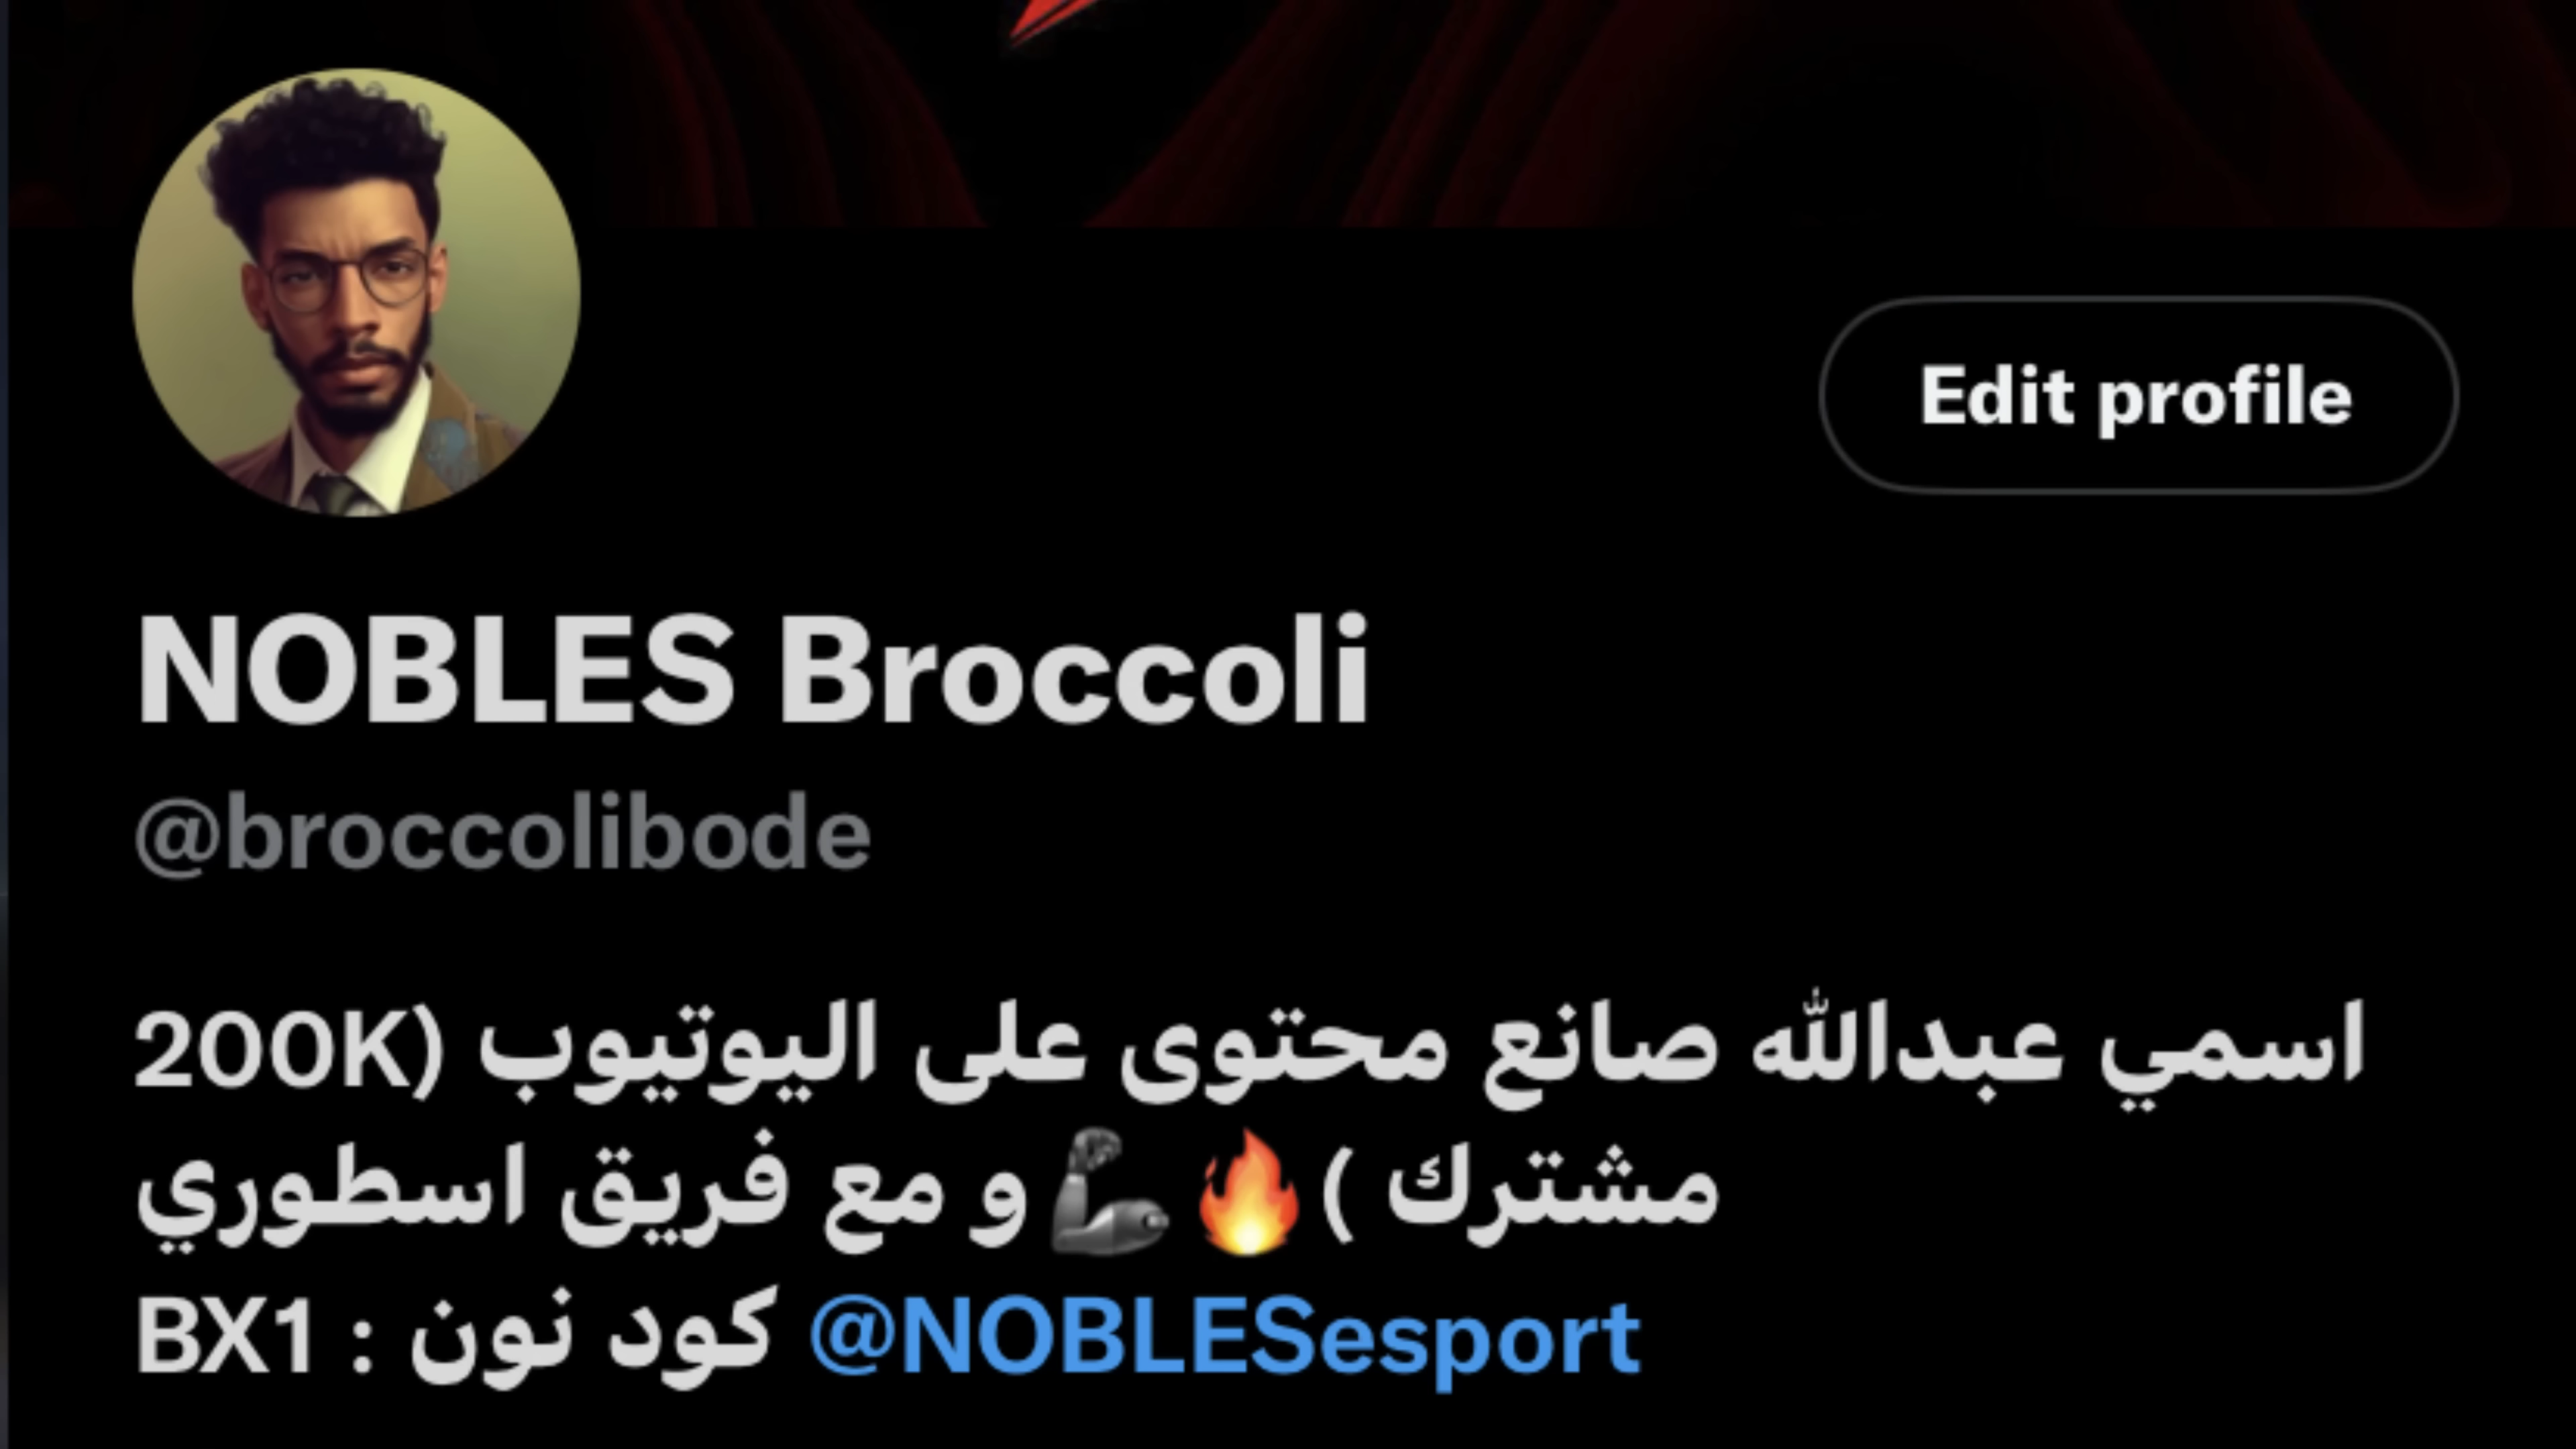 Edit profile
NOBLES Broccoli
@broccolibode
اسمي عبدالله صانع محتوى على اليوتيوب (200K
مشترك )🔥🦾و مع فريق اسطوري
@NOBLESesport كود نون : BX1